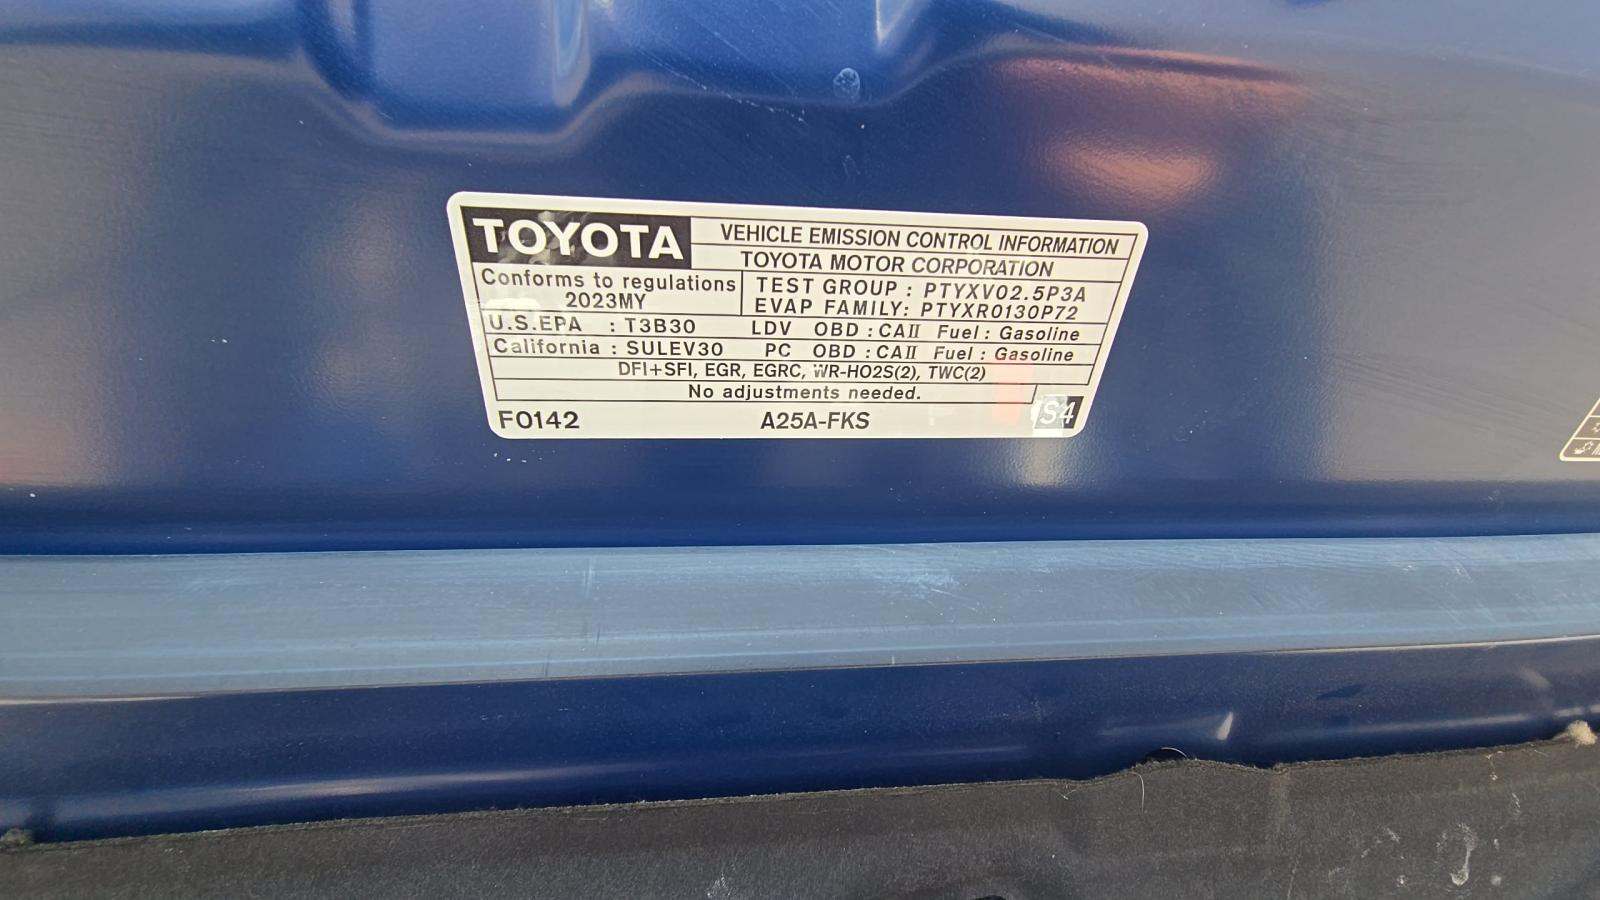 TOYOTA
VEHICLE EMISSION CONTROL INFORMATION
TOYOTA MOTOR CORPORATION
Conforms to regulations
2023MY
TEST GROUP : PTYXV02.5P3A
EVAP FAMILY: PTYXR0130P72
U.S.EPA : T3B30 LDV OBD : CAII Fuel : Gasoline
California : SULEV30 PC OBD : CAII Fuel : Gasoline
DFI+SFI, EGR, EGRC, WR-HO2S(2), TWC(2)
No adjustments needed.
F0142 A25A-FKS S4